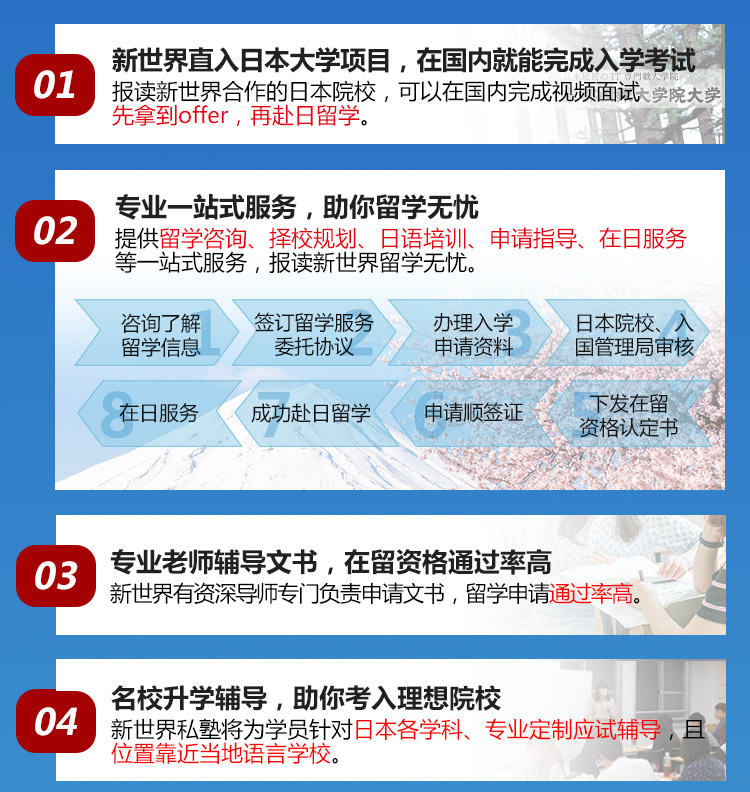 01
新世界直入日本大学项目，在国内就能完成入学考试
报读新世界合作的日本院校，可以在国内完成视频面试
先拿到offer，再赴日留学。
大学院大学
02
专业一站式服务，助你留学无忧
提供留学咨询、择校规划、日语培训、申请指导、在日服务
等一站式服务，报读新世界留学无忧。
1
咨询了解
留学信息
2
签订留学服务
委托协议
3
办理入学
申请资料
4
日本院校、入
国管理局审核
5
下发在留
资格认定书
6
申请顺签证
7
成功赴日留学
8
在日服务
03
专业老师辅导文书，在留资格通过率高
新世界有资深导师专门负责申请文书，留学申请通过率高。
04
名校升学辅导，助你考入理想院校
新世界私塾将为学员针对日本各学科、专业定制应试辅导，且
位置靠近当地语言学校。